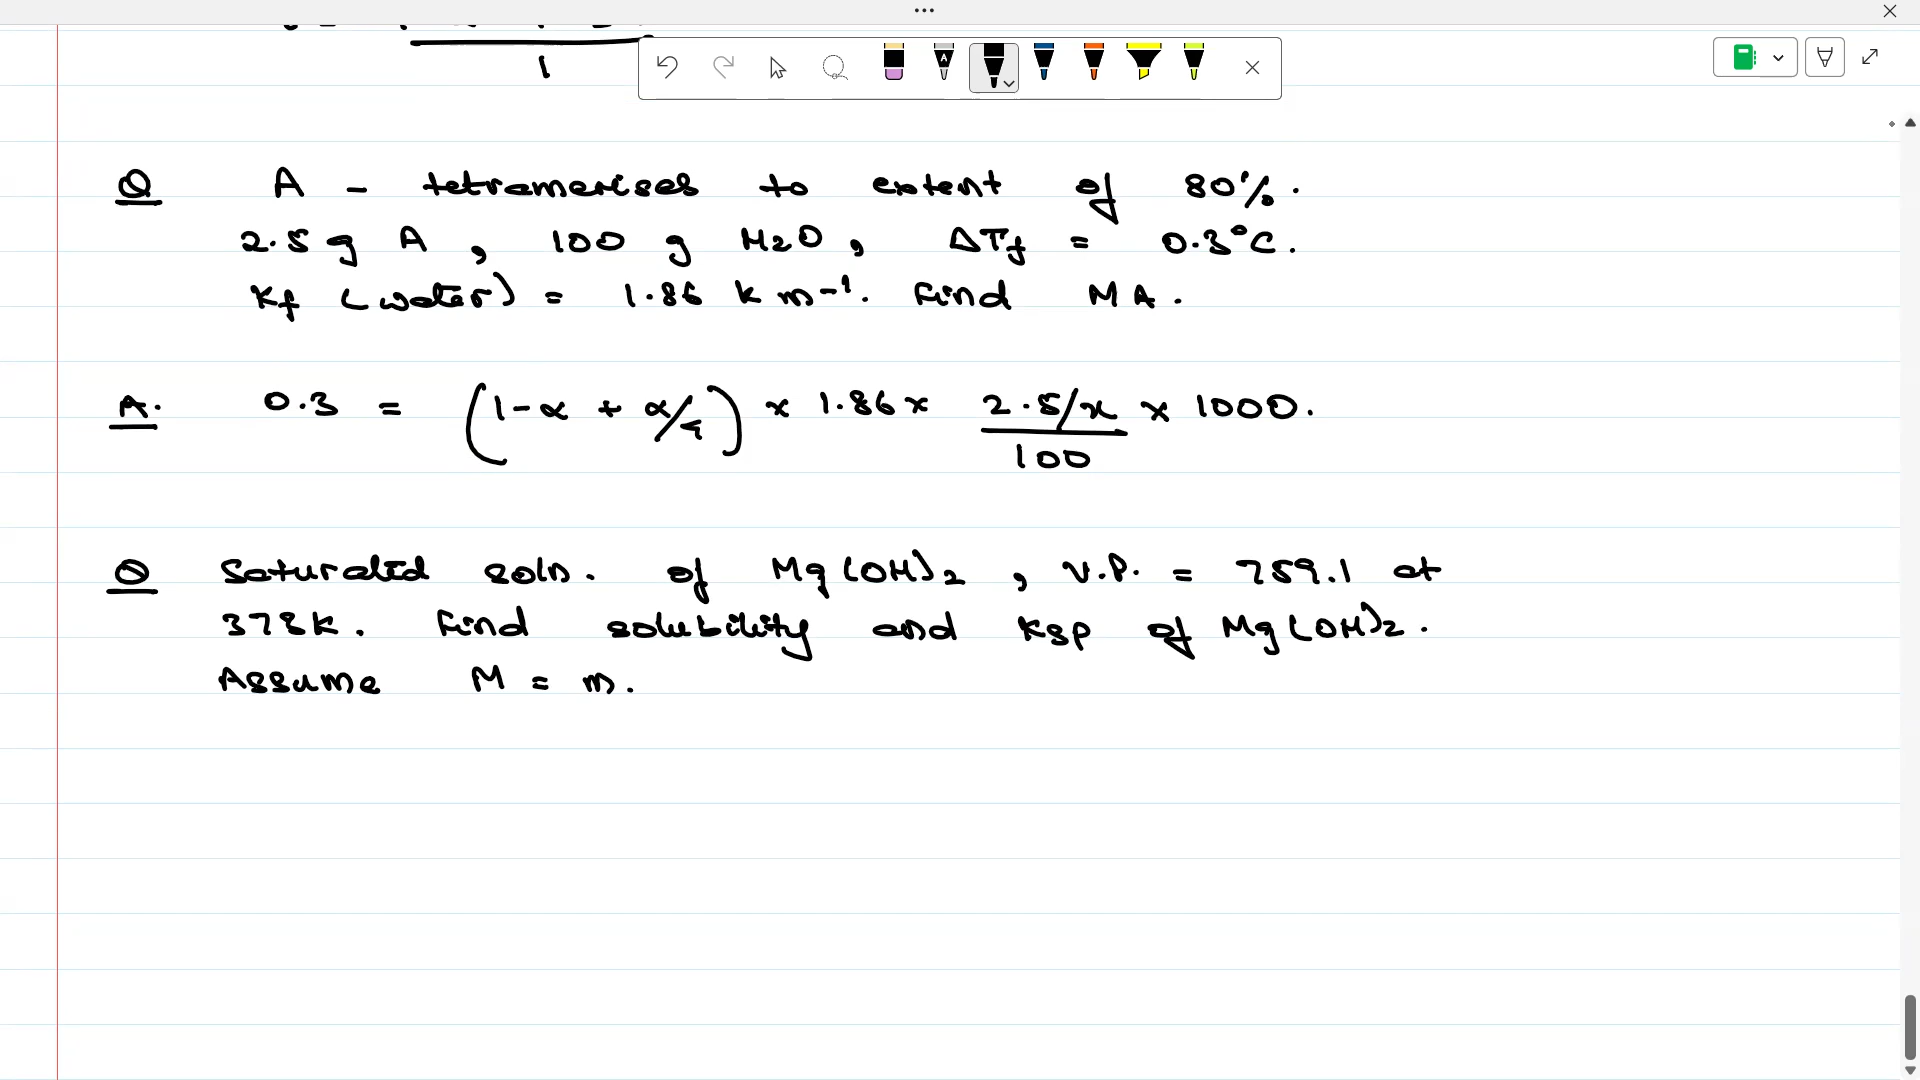 Q A - tetramerises to extent of 80%.
2.5 g A, 100 g H2O, ΔTf = 0.3°C.
Kf (water) = 1.86 K m-1. Find MA.
A. 0.3 = (1-α + α/4) x 1.86 x 2.5/x x 1000.
100
Q Saturated soln. of Mg(OH)2, V.P. = 759.1 at
373K. Find solubility and Ksp of Mg(OH)2.
Assume M = m.